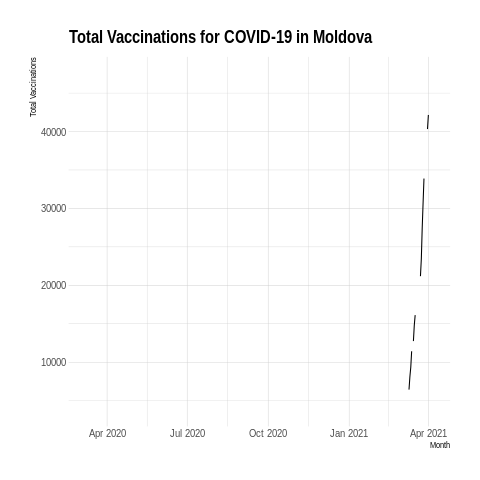 Total Vaccinations for COVID-19 in Moldova
Total Vaccinations
40000
30000
20000
10000
Apr 2020 Jul 2020 Oct 2020 Jan 2021 Apr 2021
Month